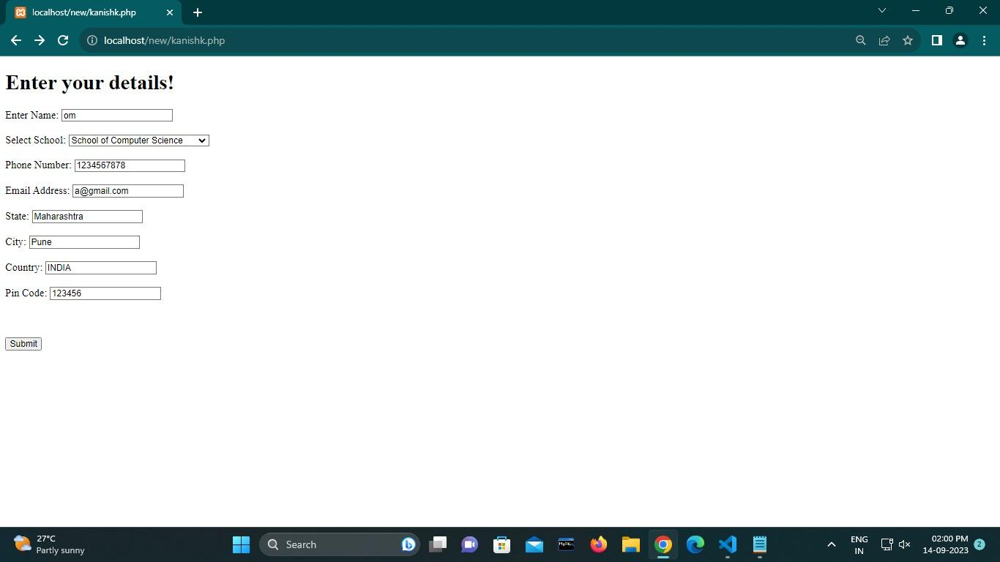 localhost/new/kanishk.php
localhost/new/kanishk.php
Enter your details!
Enter Name: om
Select School: School of Computer Science
Phone Number: 1234567878
Email Address: a@gmail.com
State: Maharashtra
City: Pune
Country: INDIA
Pin Code: 123456
Submit
27°C
Partly sunny
Search
MySQL
ENG
IN
02:00 PM
14-09-2023
2